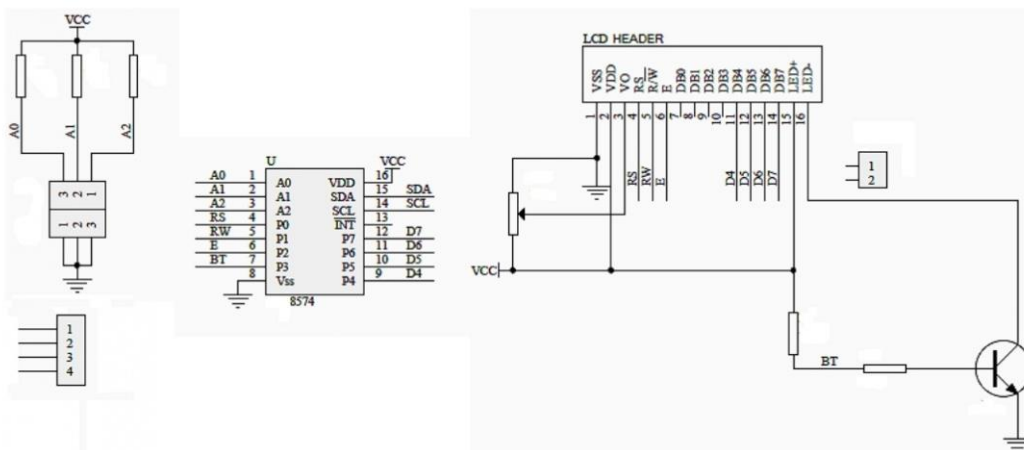 VCC
A0
A1
A2
3 2 1
1 2 3
1
2
3
4
U
VCC
A0 1 A0 VDD 16
A1 2 A1 SDA 15 SDA
A2 3 A2 SCL 14 SCL
RS 4 P0 INT 13
RW 5 P1 P7 12 D7
E 6 P2 P6 11 D6
BT 7 P3 P5 10 D5
8 Vss P4 9 D4
8574
LCD HEADER
VSS VDD VO RS R/W E DB0 DB1 DB2 DB3 DB4 DB5 DB6 DB7 LED+ LED-
1 2 3 4 5 6 7 8 9 10 11 12 13 14 15 16
RS RW E D4 D5 D6 D7
1
2
VCC
BT